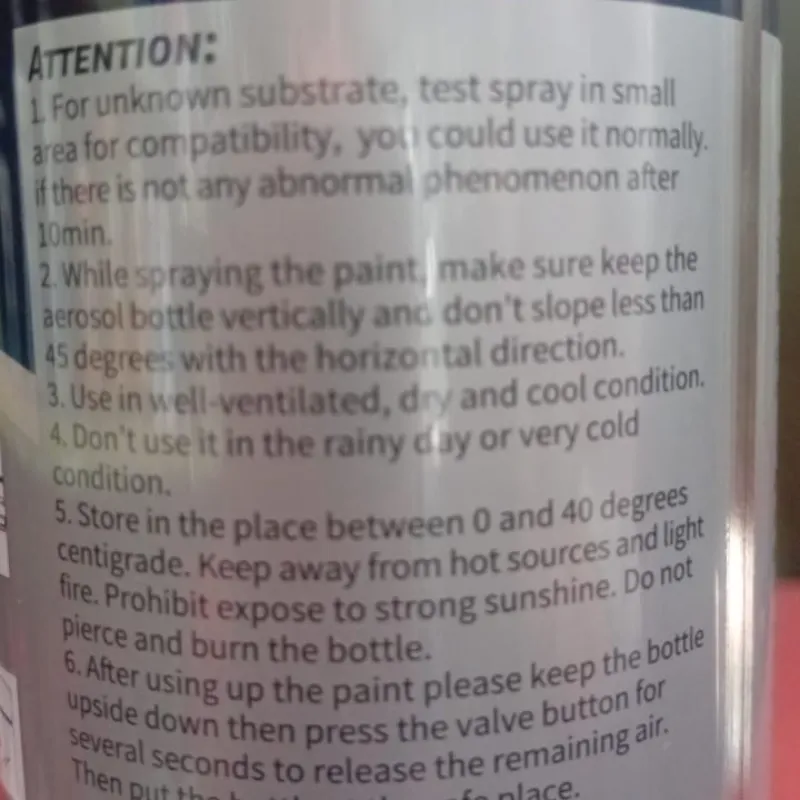 ATTENTION:
1. For unknown substrate, test spray in small
area for compatibility, you could use it normally.
if there is not any abnormal phenomenon after
10min.
2. While spraying the paint, make sure keep the
aerosol bottle vertically and don't slope less than
45 degrees with the horizontal direction.
3. Use in well-ventilated, dry and cool condition.
4. Don't use it in the rainy day or very cold
condition.
5. Store in the place between 0 and 40 degrees
centigrade. Keep away from hot sources and light
fire. Prohibit expose to strong sunshine. Do not
pierce and burn the bottle.
6. After using up the paint please keep the bottle
upside down then press the valve button for
several seconds to release the remaining air.
Then put the place.